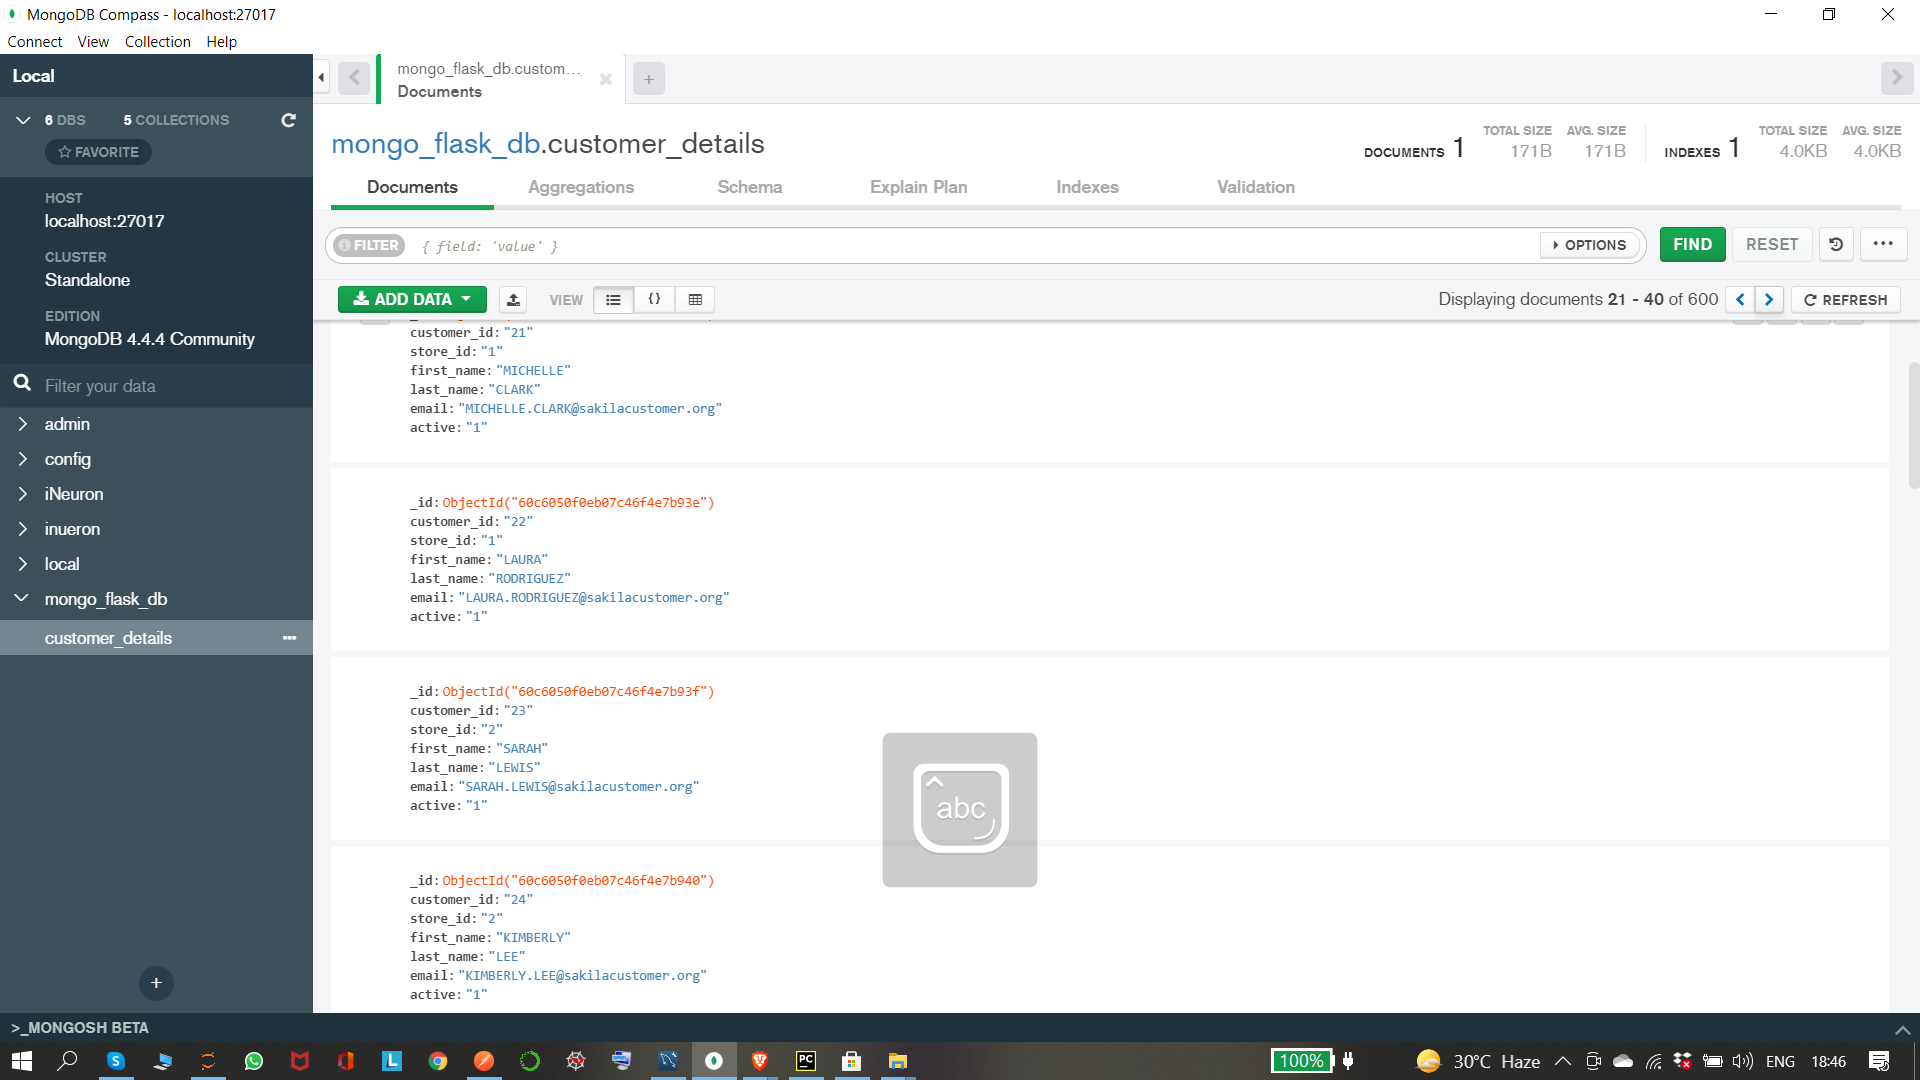 MongoDB Compass - localhost:27017
Connect View Collection Help
Local
6 DBS 5 COLLECTIONS
FAVORITE
HOST
localhost:27017
CLUSTER
Standalone
EDITION
MongoDB 4.4.4 Community
Filter your data
admin
config
iNeuron
inueron
local
mongo_flask_db
customer_details
mongo_flask_db.custom...
Documents
mongo_flask_db.customer_details
DOCUMENTS 1 TOTAL SIZE 171B AVG. SIZE 171B INDEXES 1 TOTAL SIZE 4.0KB AVG. SIZE 4.0KB
Documents Aggregations Schema Explain Plan Indexes Validation
FILTER { field: 'value' } OPTIONS FIND RESET
ADD DATA VIEW { } Displaying documents 21 - 40 of 600 REFRESH
customer_id: "21"
store_id: "1"
first_name: "MICHELLE"
last_name: "CLARK"
email: "MICHELLE.CLARK@sakilacustomer.org"
active: "1"
_id: ObjectId("60c6050f0eb07c46f4e7b93e")
customer_id: "22"
store_id: "1"
first_name: "LAURA"
last_name: "RODRIGUEZ"
email: "LAURA.RODRIGUEZ@sakilacustomer.org"
active: "1"
_id: ObjectId("60c6050f0eb07c46f4e7b93f")
customer_id: "23"
store_id: "2"
first_name: "SARAH"
last_name: "LEWIS"
email: "SARAH.LEWIS@sakilacustomer.org"
active: "1"
abc
_id: ObjectId("60c6050f0eb07c46f4e7b940")
customer_id: "24"
store_id: "2"
first_name: "KIMBERLY"
last_name: "LEE"
email: "KIMBERLY.LEE@sakilacustomer.org"
active: "1"
>_MONGOSH BETA
100% 30°C Haze ENG 18:46